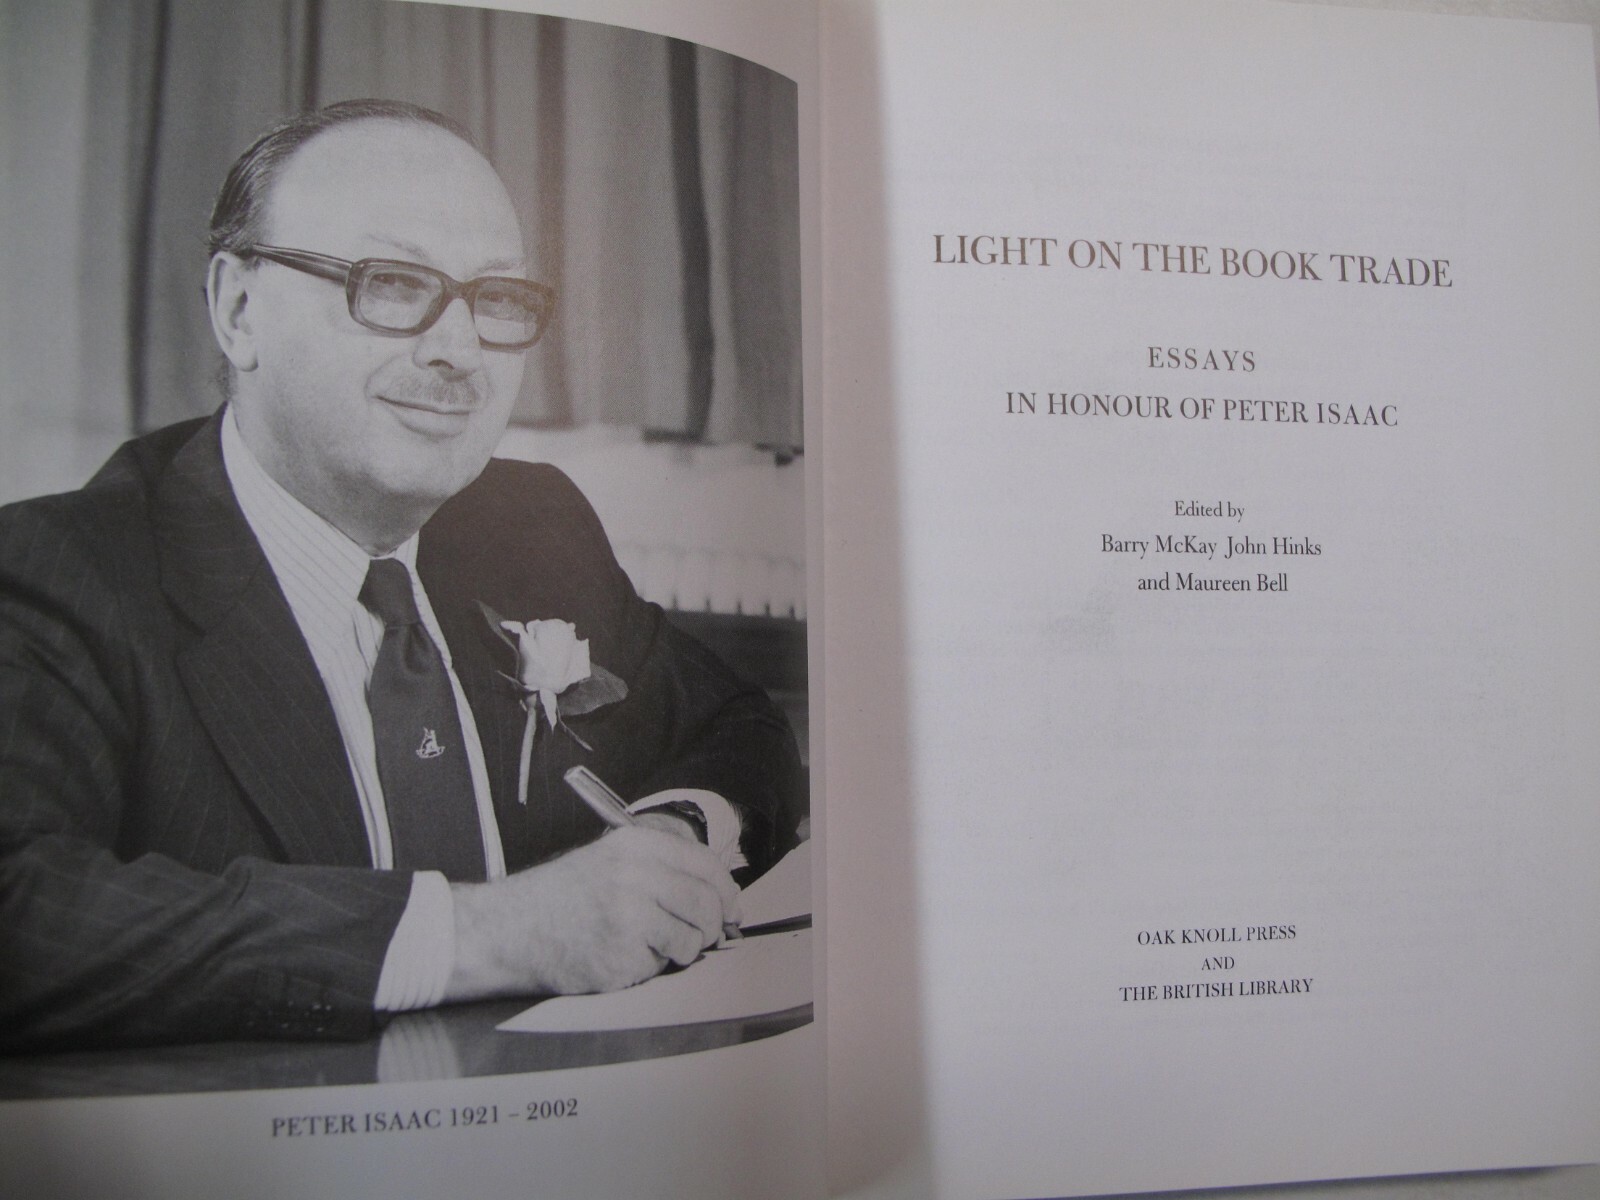 PETER ISAAC 1921 – 2002
LIGHT ON THE BOOK TRADE
ESSAYS
IN HONOUR OF PETER ISAAC
Edited by
Barry McKay John Hinks
and Maureen Bell
OAK KNOLL PRESS
AND
THE BRITISH LIBRARY